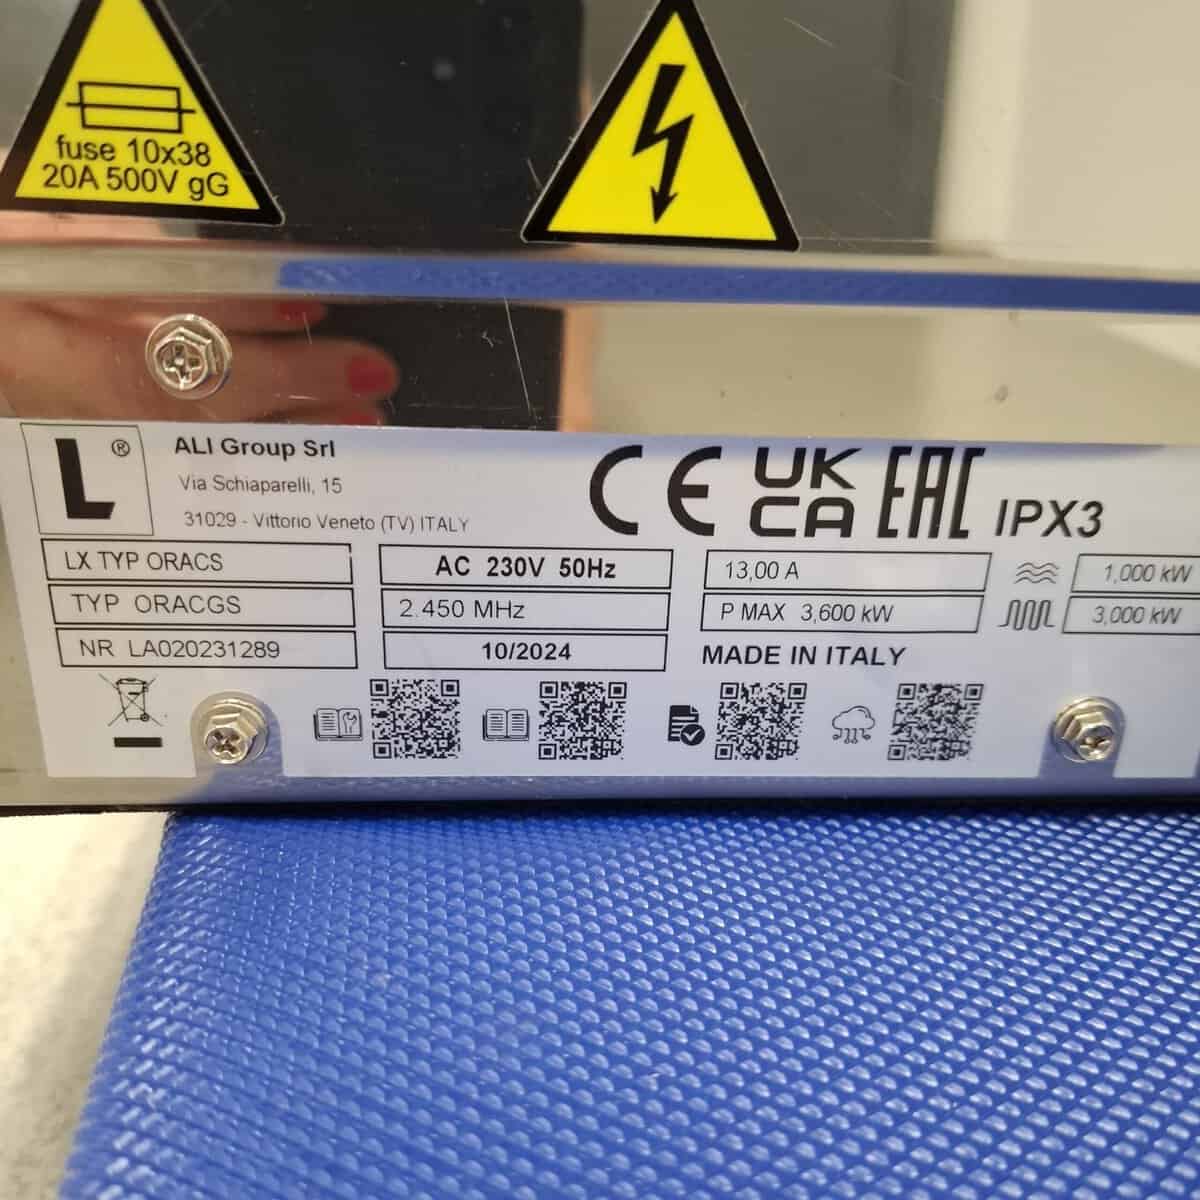 fuse 10x38
20A 500V gG
L ®
ALI Group Srl
Via Schiaparelli, 15
31029 - Vittorio Veneto (TV) ITALY
CE UK CA EAC IPX3
LX TYP ORACS
AC 230V 50Hz
13,00 A
1,000 kW
TYP ORACGS
2.450 MHz
P MAX 3,600 kW
3,000 kW
NR LA020231289
10/2024
MADE IN ITALY